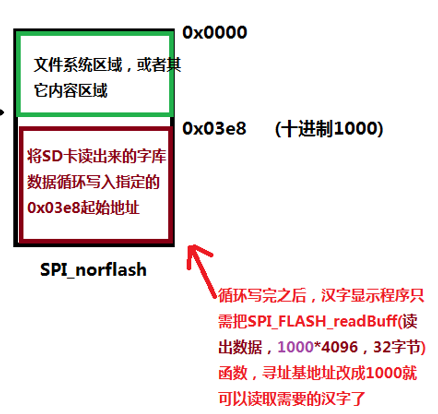 0x0000
文件系统区域，或者其
它内容区域
0x03e8 (十进制1000)
将SD卡读出来的字库
数据循环写入指定的
0x03e8起始地址
SPI_norflash
循环写完之后，汉字显示程序只
需把SPI_FLASH_readBuff(读
出数据，1000*4096，32字节)
函数，寻址基地址改成1000就
可以读取需要的汉字了